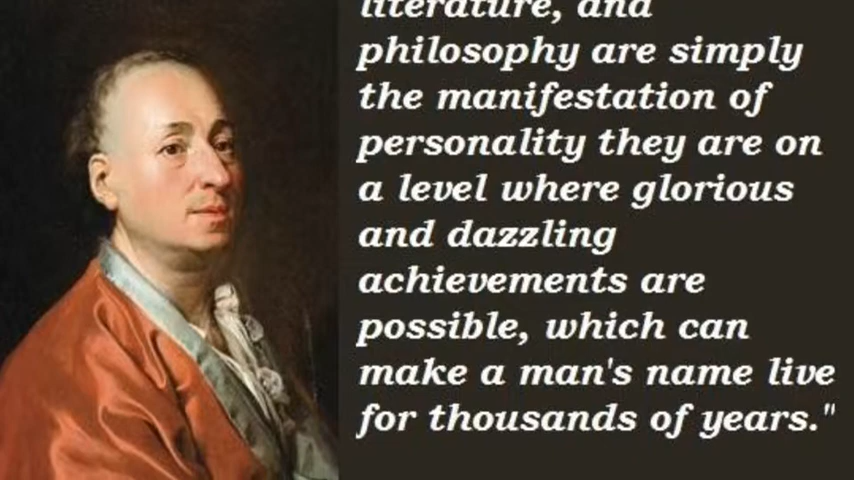 literature, and
philosophy are simply
the manifestation of
personality they are on
a level where glorious
and dazzling
achievements are
possible, which can
make a man's name live
for thousands of years."